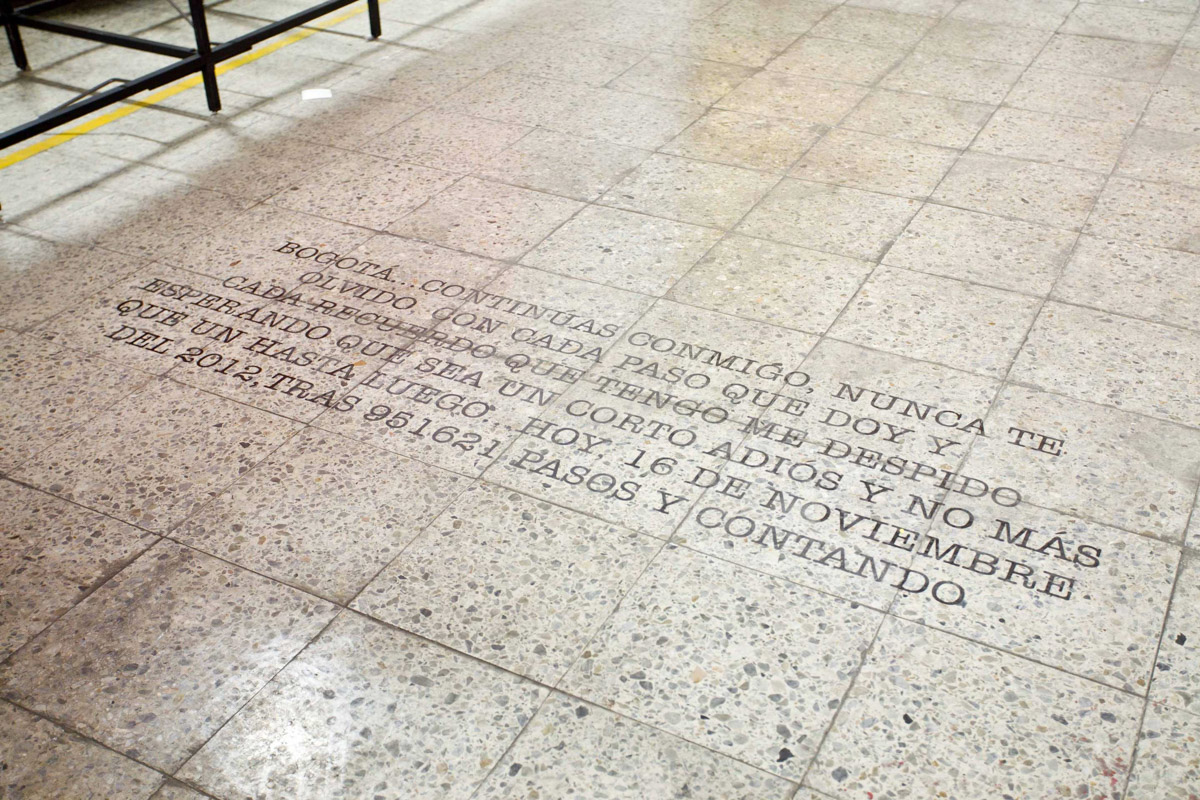 BOGOTA... CONTINÚAS CONMIGO, NUNCA TE
OLVIDO CON CADA PASO QUE DOY Y
CADA RECUERDO QUE TENGO ME DESPIDO
ESPERANDO QUE SEA UN CORTO ADIÓS Y NO MÁS
QUE UN HASTA LUEGO. HOY, 16 DE NOVIEMBRE
DEL 2012, TRAS 951621 PASOS Y CONTANDO